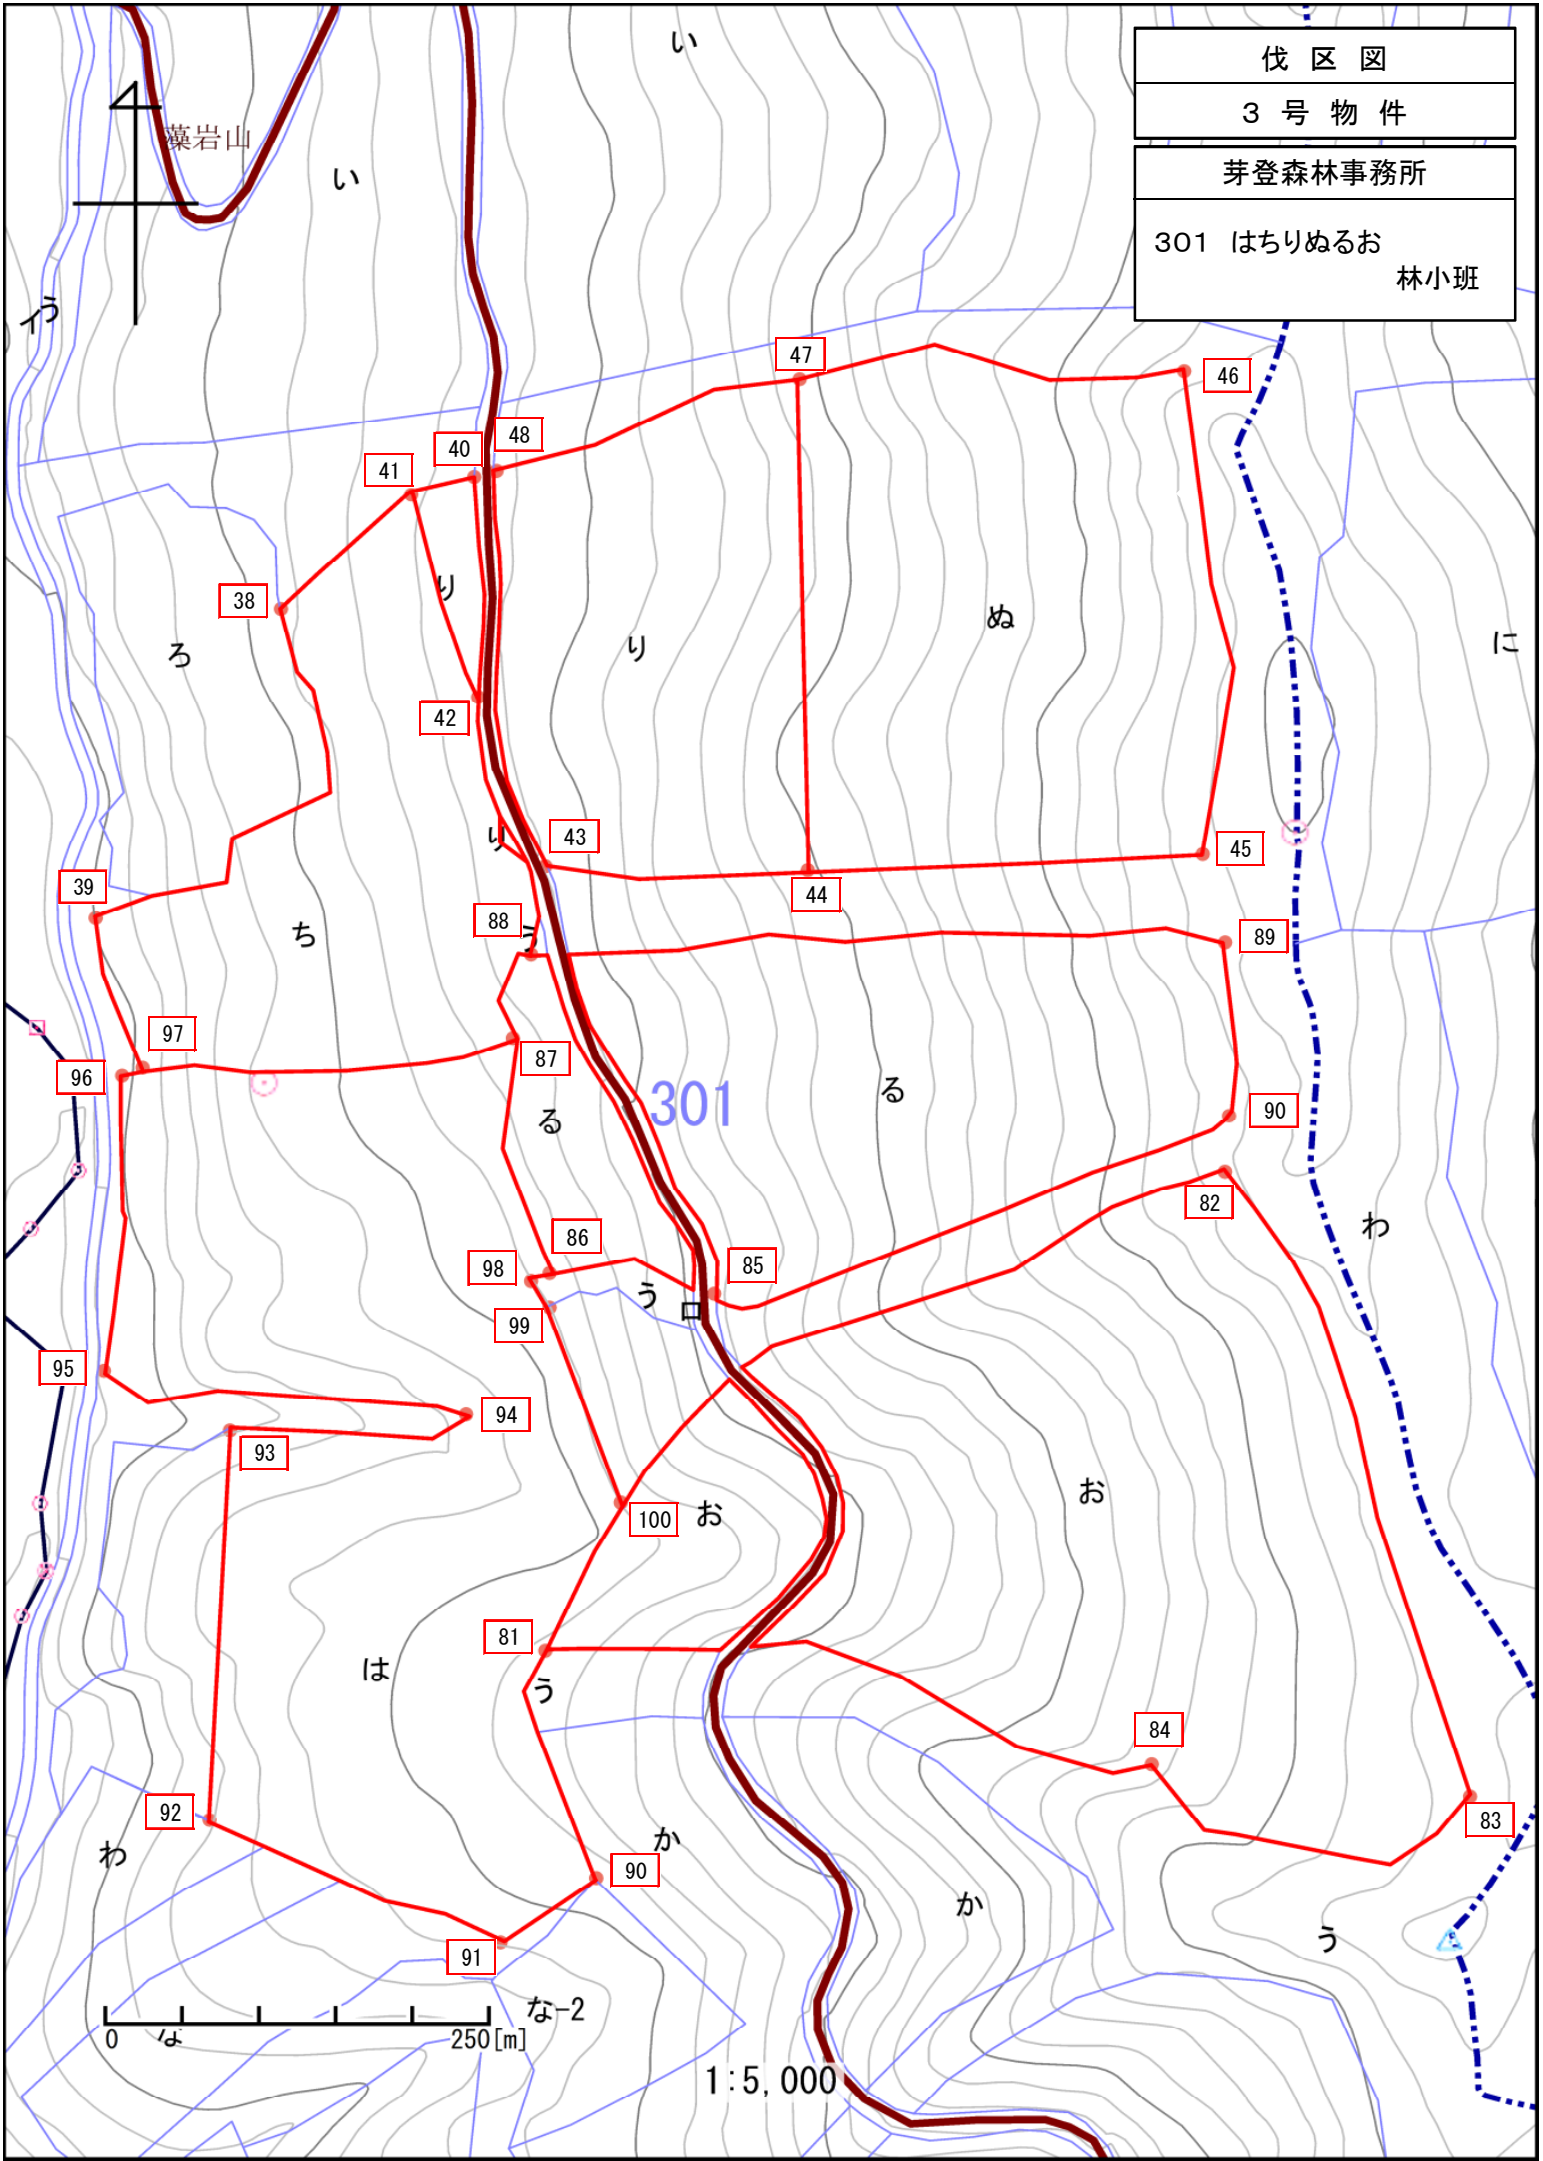 伐 区 図
３ 号 物 件
芽登森林事務所
３０１　はちりぬるお
林小班
い
藻岩山
い
イ
う
47
46
48
40
41
38
り
ろ
り
ぬ
に
42
43
り
45
39
44
88
う
ち
89
97
87
96
301
る
る
90
82
わ
86
98
85
う
ロ
99
95
94
93
お
100
お
81
は
う
84
92
83
か
わ
90
か
う
91
な-2
0
250[m]
な
1:5,000